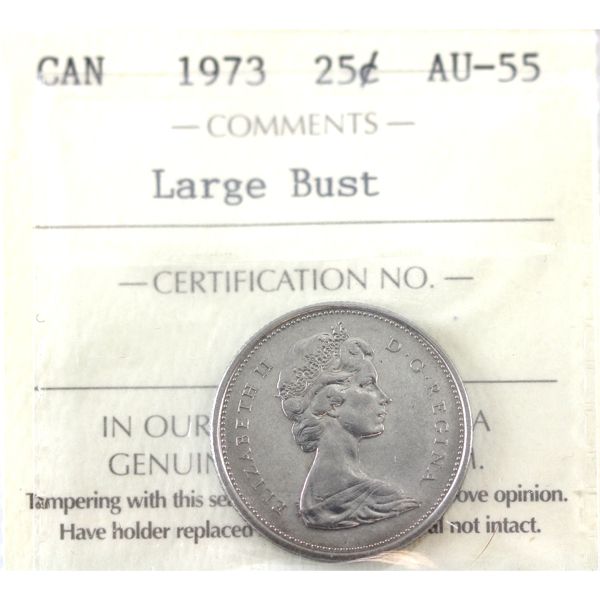 CAN 1973 25¢ AU-55
— COMMENTS —
Large Bust
— CERTIFICATION NO. —
IN OUR A
GENUIN M.
Tampering with this se ove opinion.
Have holder replaced al not intact.
ELIZABETH II D·G·REGINA